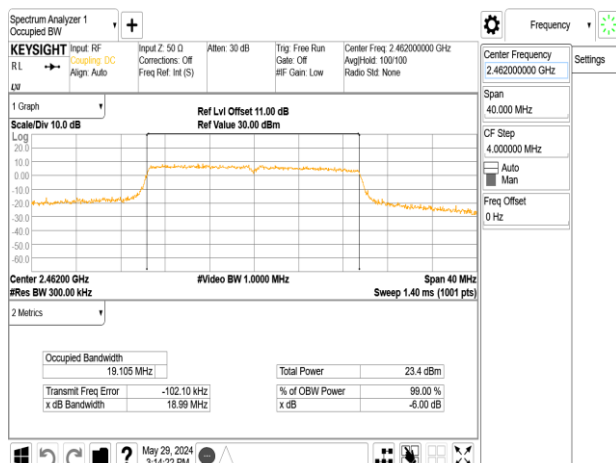 Spectrum Analyzer 1
Occupied BW
+
Frequency
KEYSIGHT
Input: RF
Input Z: 50 Ω
Atten: 30 dB
Trig: Free Run
Center Freq: 2.462000000 GHz
RL
Coupling: DC
Corrections: Off
Gate: Off
Avg|Hold: 100/100
Align: Auto
Freq Ref: Int (S)
#IF Gain: Low
Radio Std: None
LXI
Center Frequency
2.462000000 GHz
Settings
Span
40.000 MHz
CF Step
4.000000 MHz
Auto
Man
Freq Offset
0 Hz
1 Graph
Ref Lvl Offset 11.00 dB
Scale/Div 10.0 dB
Ref Value 30.00 dBm
Log
20.0
10.0
0.00
-10.0
-20.0
-30.0
-40.0
-50.0
-60.0
Center 2.46200 GHz
#Video BW 1.0000 MHz
Span 40 MHz
#Res BW 300.00 kHz
Sweep 1.40 ms (1001 pts)
2 Metrics
Occupied Bandwidth
19.105 MHz
Total Power 23.4 dBm
Transmit Freq Error -102.10 kHz
% of OBW Power 99.00 %
x dB Bandwidth 18.99 MHz
x dB -6.00 dB
?
May 29, 2024
3:14:22 PM